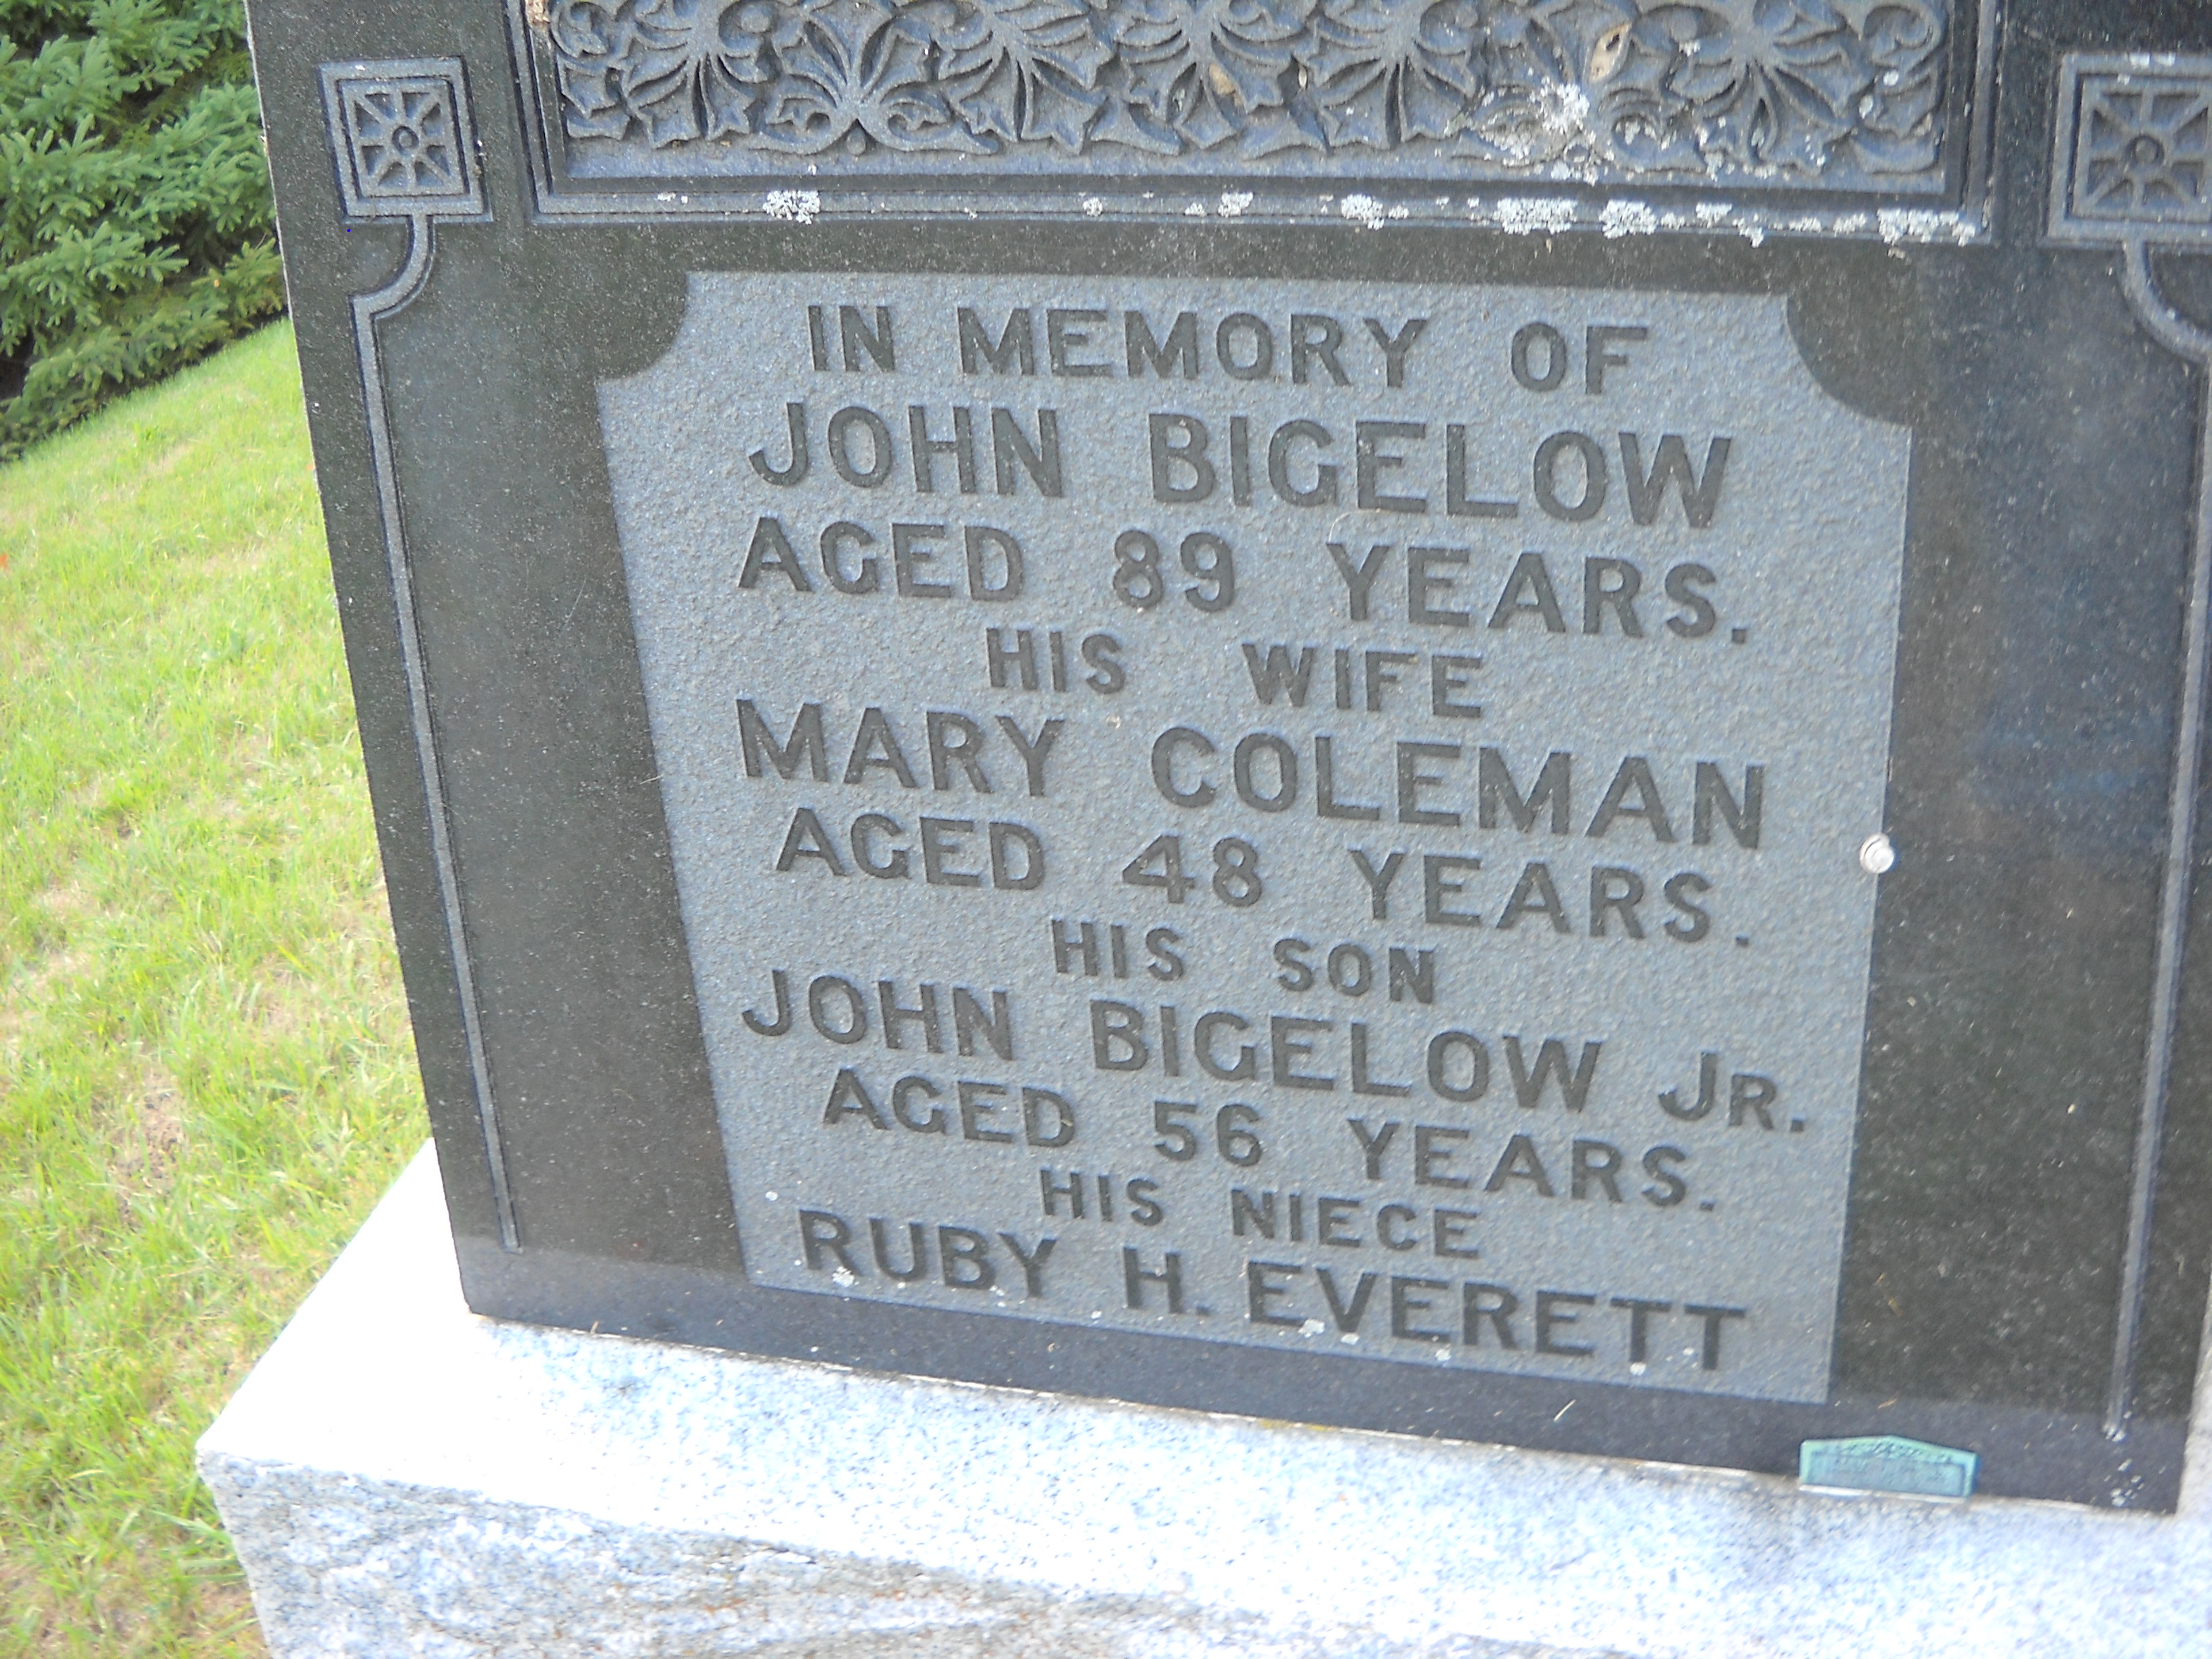 IN MEMORY OF
JOHN BIGELOW
AGED 89 YEARS.
HIS WIFE
MARY COLEMAN
AGED 48 YEARS.
HIS SON
JOHN BIGELOW JR.
AGED 56 YEARS.
HIS NIECE
RUBY H. EVERETT